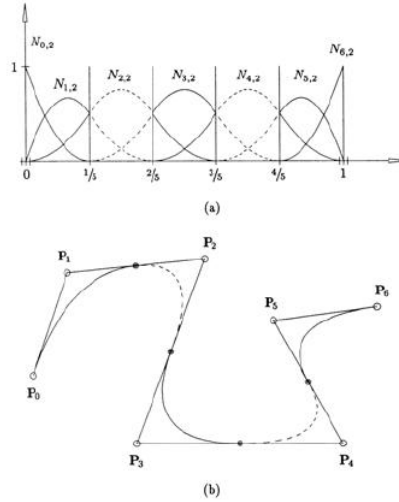 N0,2
N6,2
1
N1,2
N2,2
N3,2
N4,2
N5,2
0
1/5
2/5
3/5
4/5
1
(a)
P1
P2
P5
P6
P0
P3
P4
(b)